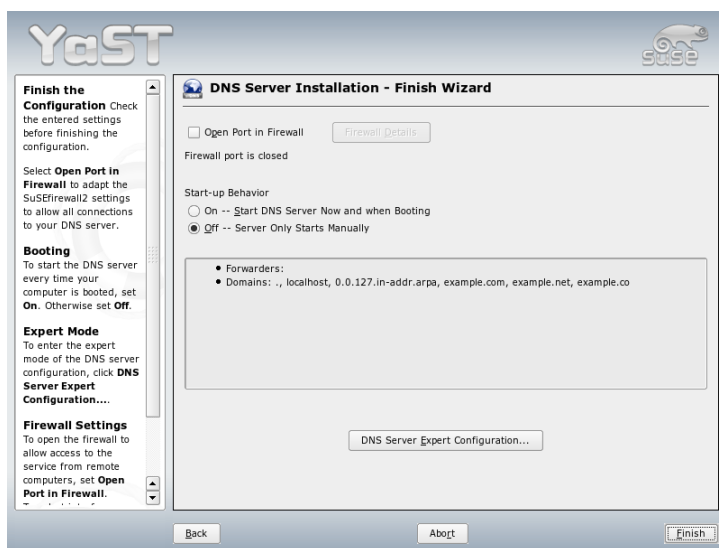 YaST
SUSE
Finish the
Configuration Check
the entered settings
before finishing the
configuration.
Select Open Port in
Firewall to adapt the
SuSEfirewall2 settings
to allow all connections
to your DNS server.
Booting
To start the DNS server
every time your
computer is booted, set
On. Otherwise set Off.
Expert Mode
To enter the expert
mode of the DNS server
configuration, click DNS
Server Expert
Configuration....
Firewall Settings
To open the firewall to
allow access to the
service from remote
computers, set Open
Port in Firewall.
DNS Server Installation - Finish Wizard
Open Port in Firewall
Firewall Details
Firewall port is closed
Start-up Behavior
On -- Start DNS Server Now and when Booting
Off -- Server Only Starts Manually
• Forwarders:
• Domains: ., localhost, 0.0.127.in-addr.arpa, example.com, example.net, example.co
DNS Server Expert Configuration...
Back
Abort
Finish